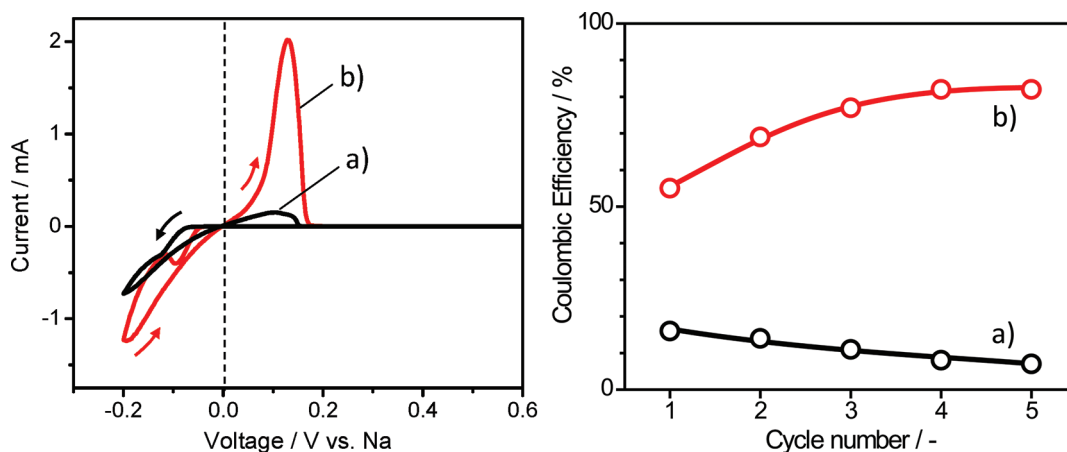 2
1
0
-1
Current / mA
-0.2
0.0
0.2
0.4
0.6
Voltage / V vs. Na
b)
a)
100
50
0
Coulombic Efficiency / %
1
2
3
4
5
Cycle number / -
b)
a)